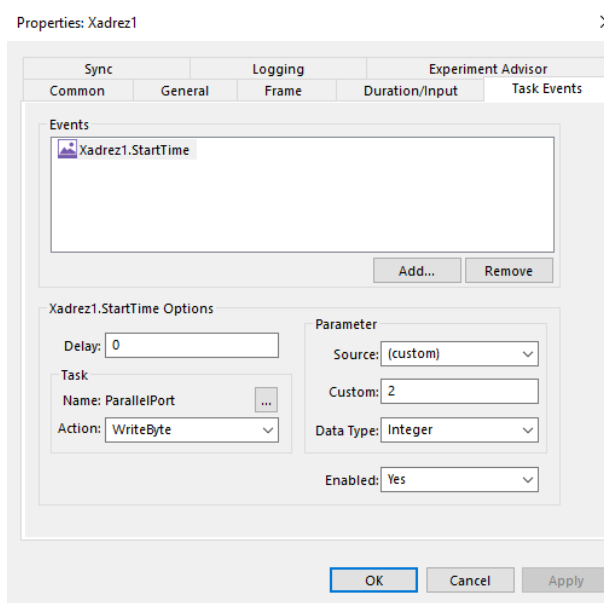 Properties: Xadrez1
Sync Logging Experiment Advisor
Common General Frame Duration/Input Task Events
Events
Xadrez1.StartTime
Add... Remove
Xadrez1.StartTime Options
Delay: 0
Task
Name: ParallelPort ...
Action: WriteByte
Parameter
Source: (custom)
Custom: 2
Data Type: Integer
Enabled: Yes
OK Cancel Apply